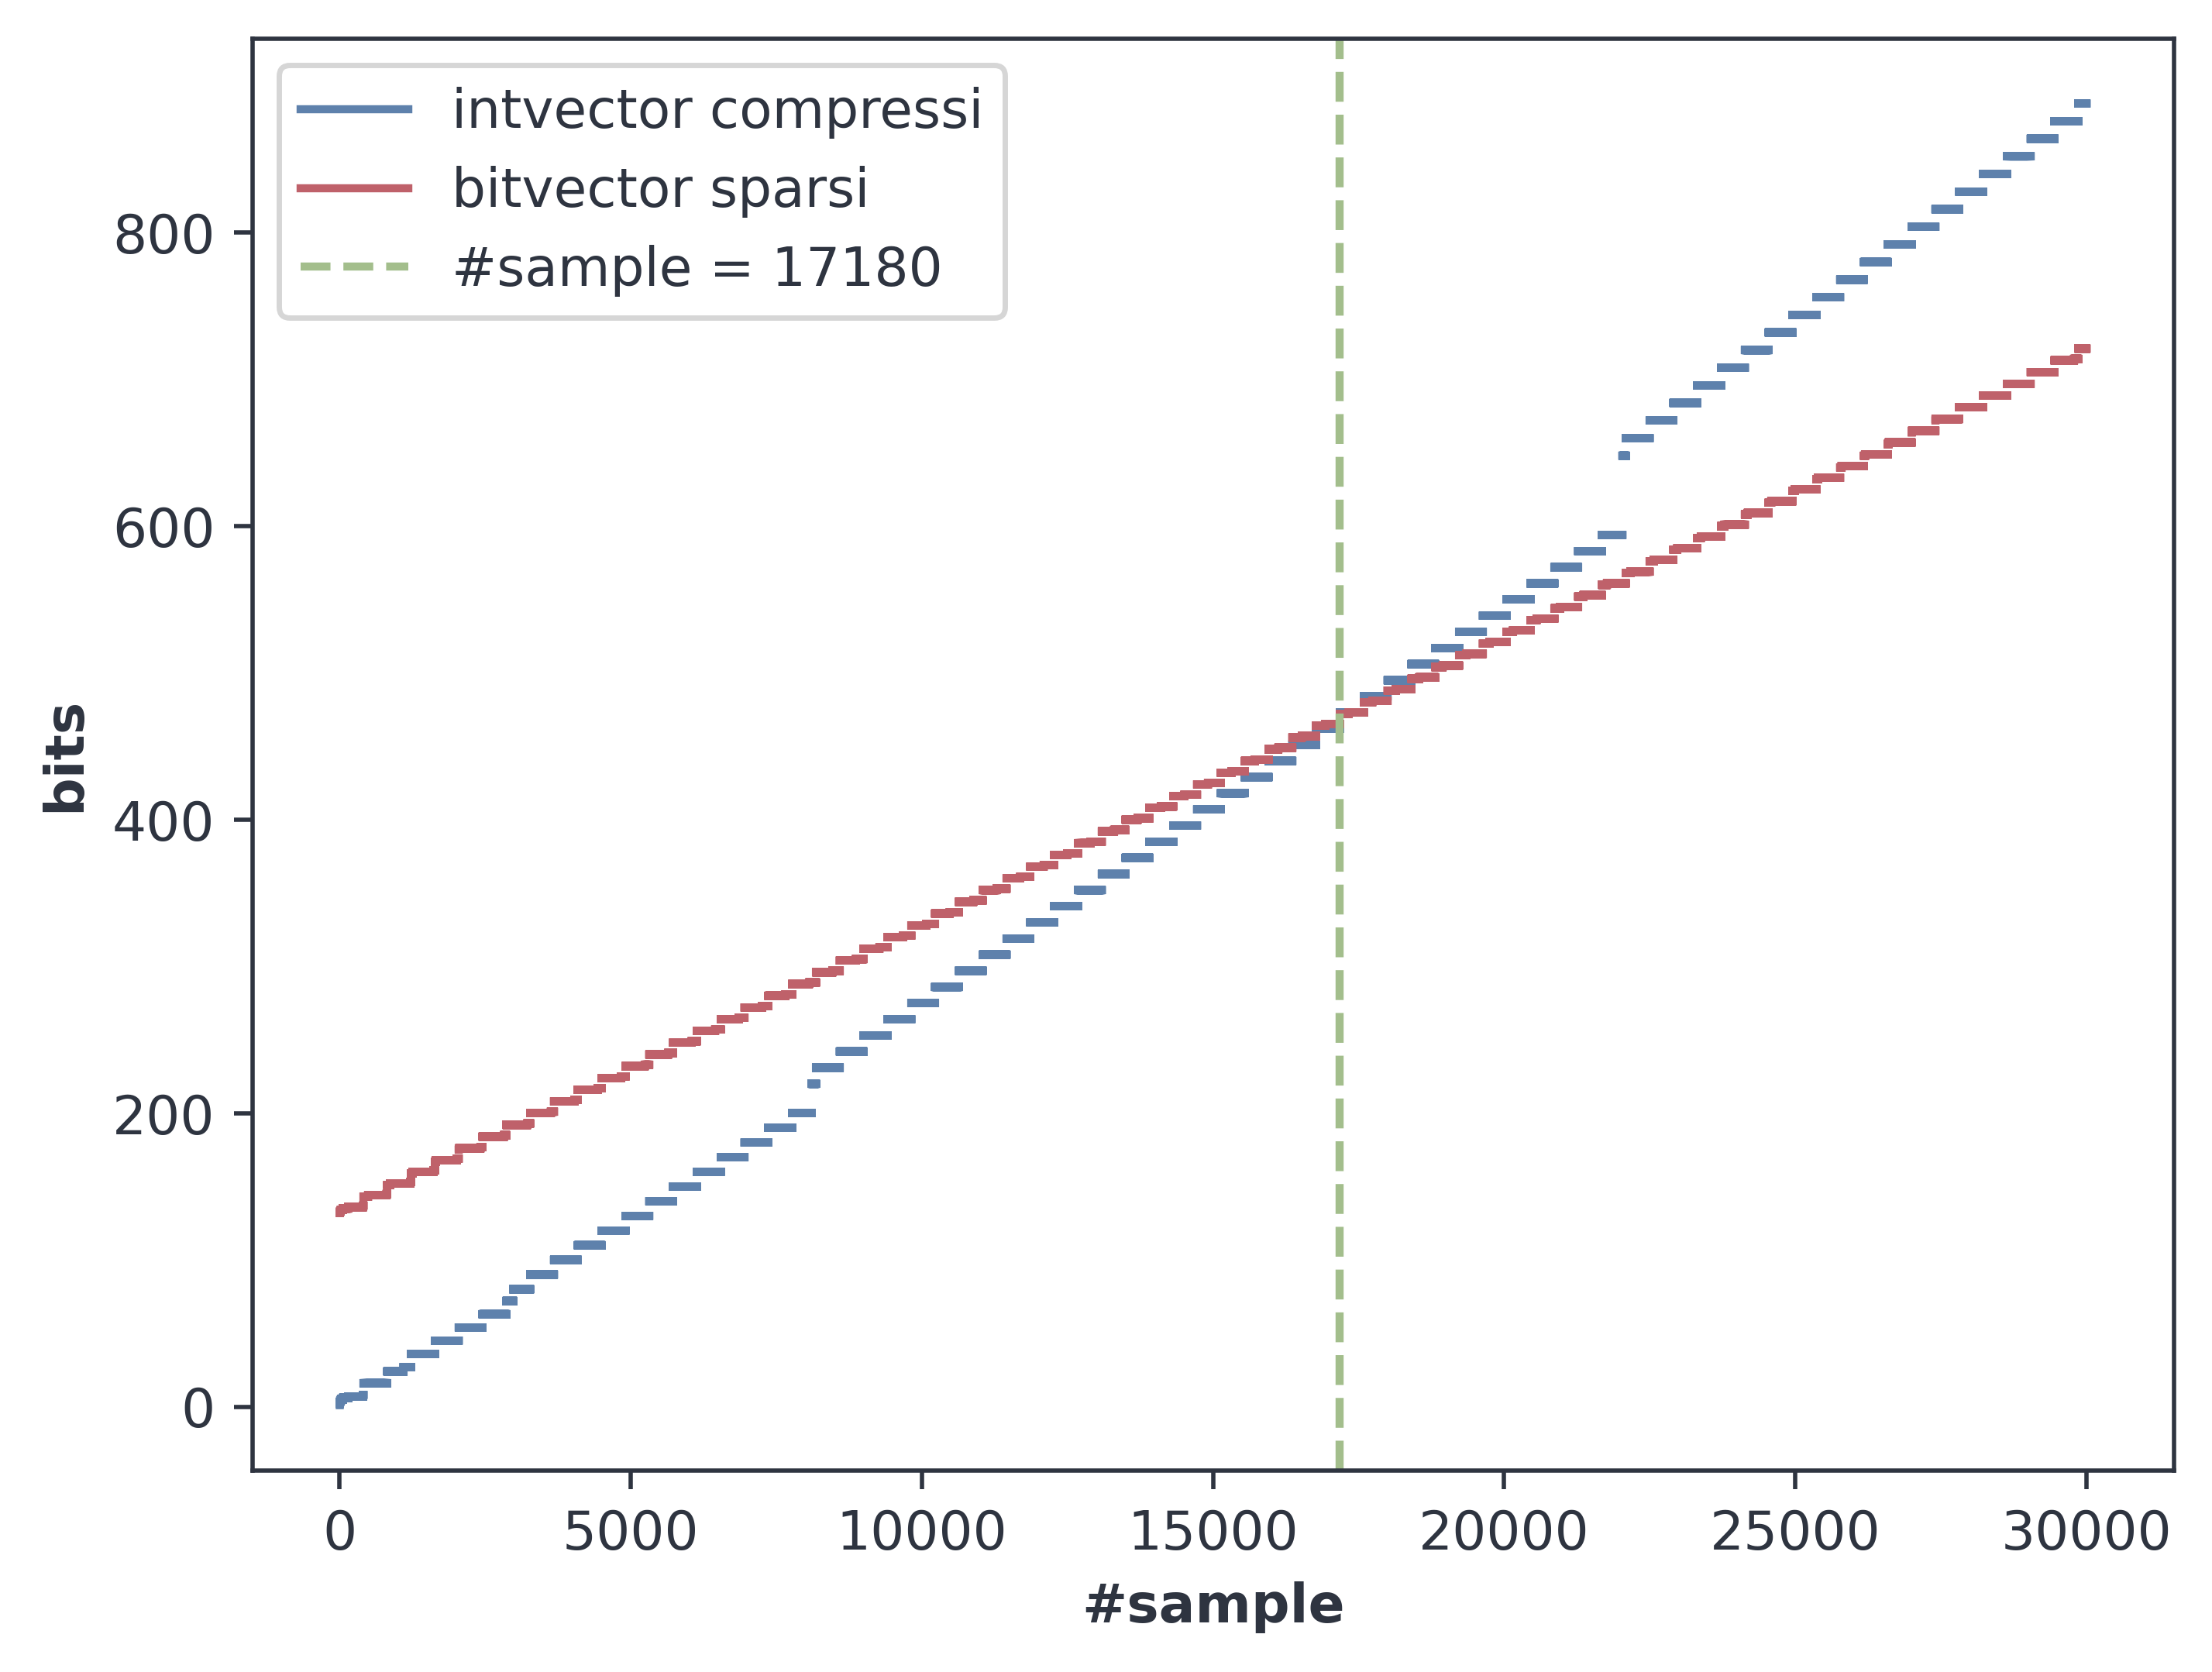 intvector compressi
bitvector sparsi
#sample = 17180
800
600
400
200
0
bits
0 5000 10000 15000 20000 25000 30000
#sample